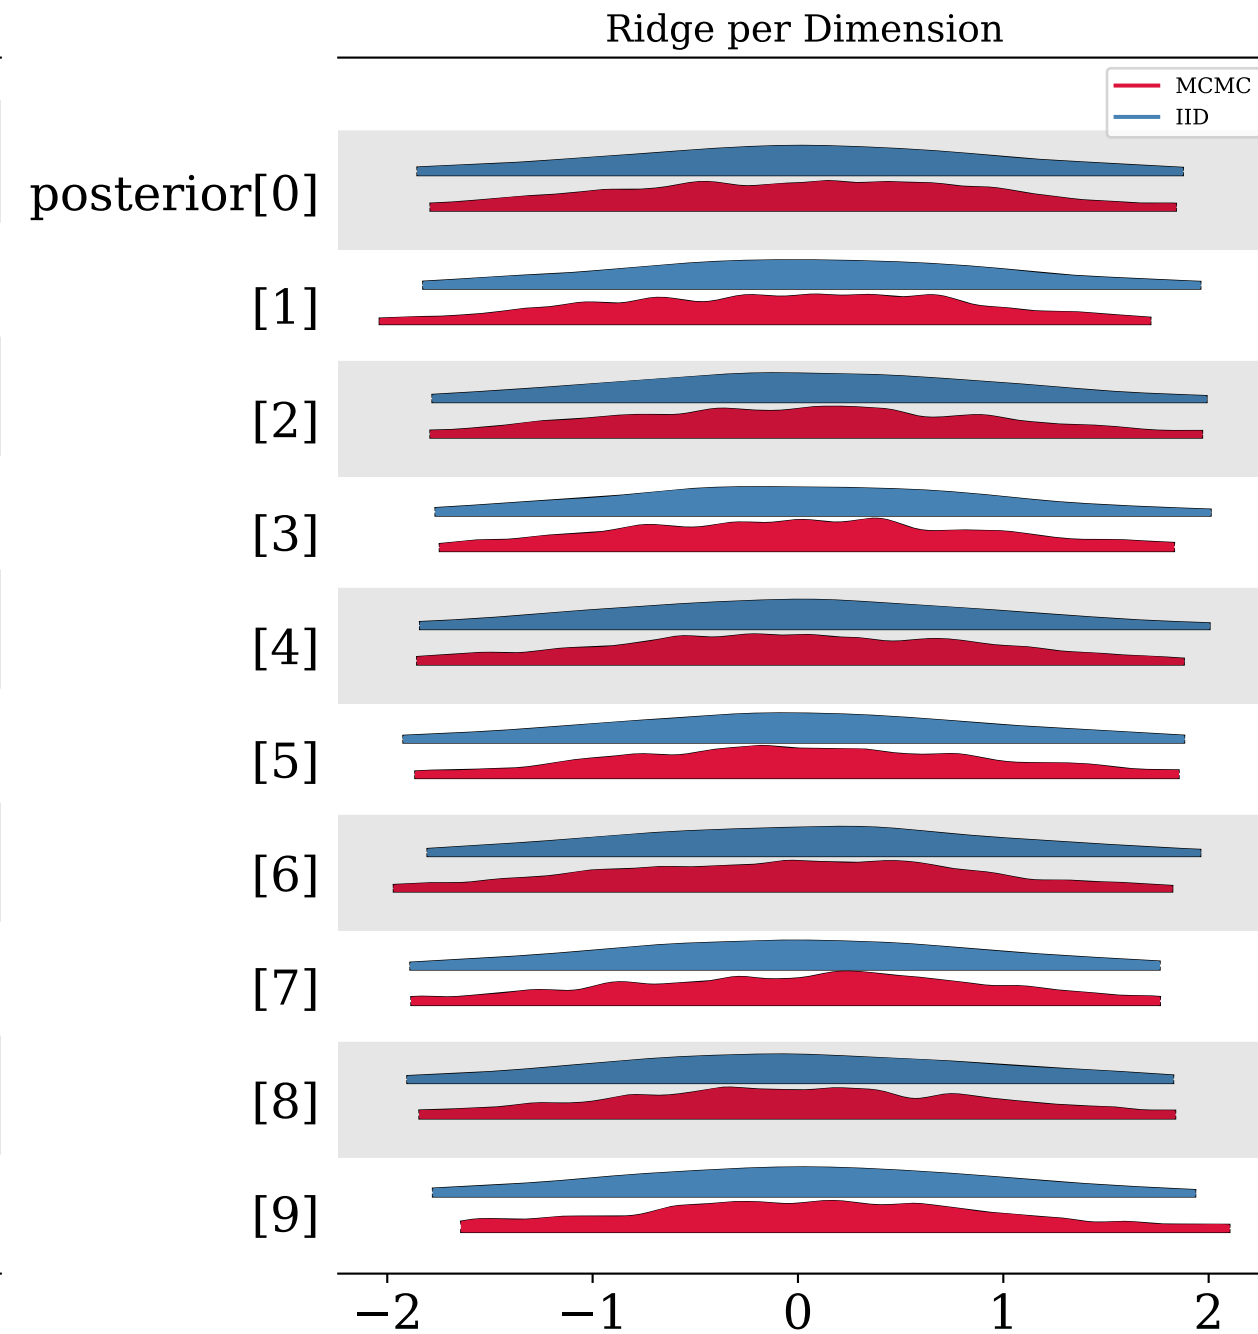 Ridge per Dimension
MCMC
IID
posterior[0]
[1]
[2]
[3]
[4]
[5]
[6]
[7]
[8]
[9]
−2 −1 0 1 2